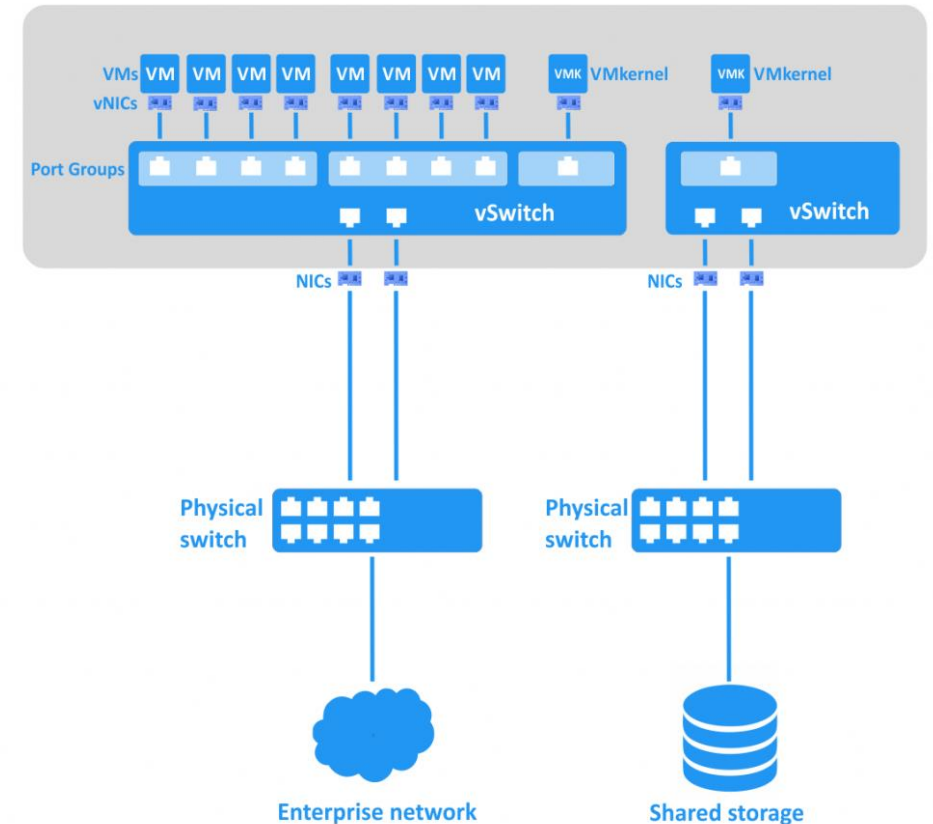 VMs VM VM VM VM VM VM VM VM VMK VMkernel VMK VMkernel
vNICs
Port Groups
vSwitch vSwitch
NICs NICs
Physical Physical
switch switch
Enterprise network Shared storage